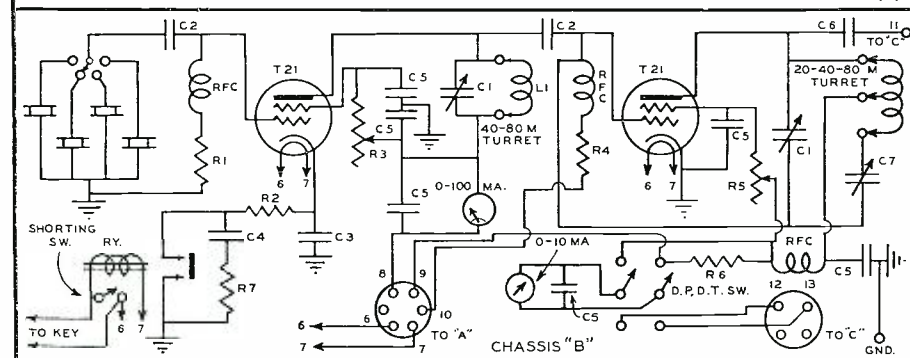 C2
RFC
R1
T21
6
7
C5
C5
R3
C1
L1
40-80 M
TURRET
C2
R
F
C
R4
T21
6
7
C5
R5
C6
11
TO "C"
20-40-80 M
TURRET
C1
C7
SHORTING
SW.
RY.
6
7
TO KEY
R2
C4
R7
C3
C5
0-100 MA.
8
9
10
6
7
6
7
TO "A"
0-10 MA
C5
D.P.D.T. SW.
R6
RFC
12
13
C5
TO "C"
GND.
CHASSIS "B"